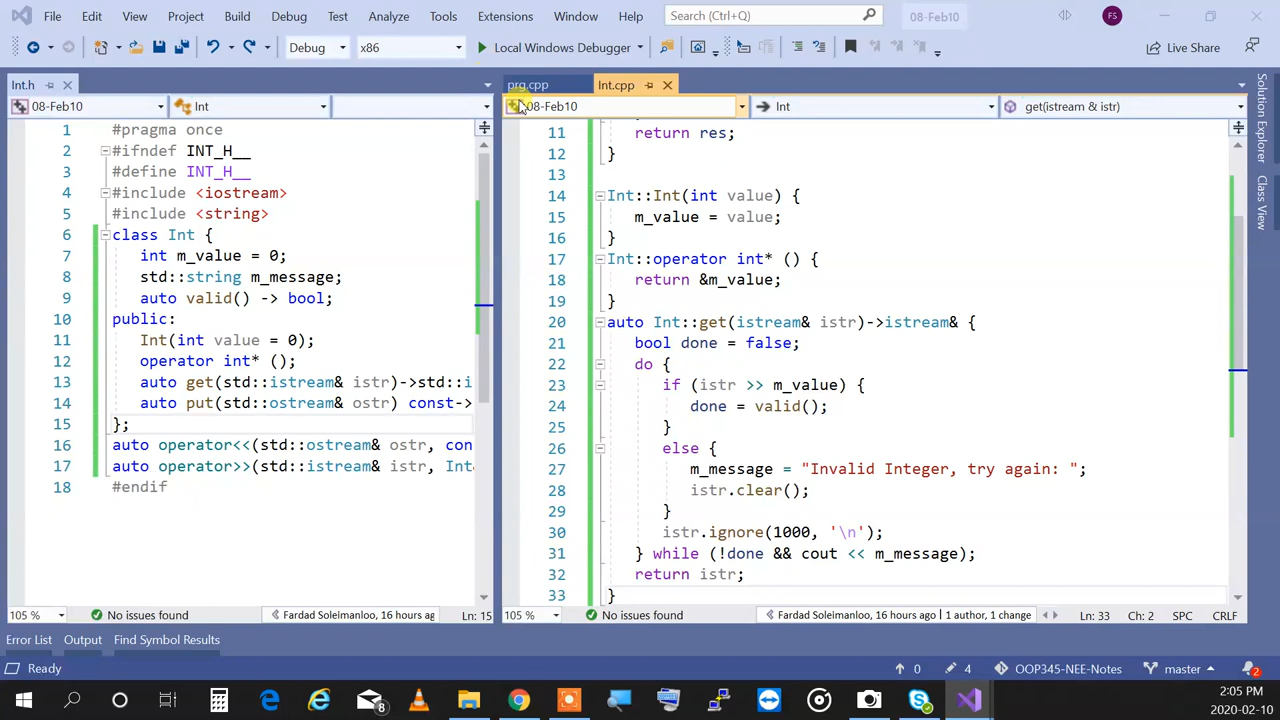 File Edit View Project Build Debug Test Analyze Tools Extensions Window Help Search (Ctrl+Q) 08-Feb10 FS
Debug x86 Local Windows Debugger Live Share
Int.h
08-Feb10 Int
1 #pragma once
2 #ifndef INT_H__
3 #define INT_H__
4 #include <iostream>
5 #include <string>
6 class Int {
7 int m_value = 0;
8 std::string m_message;
9 auto valid() -> bool;
10 public:
11 Int(int value = 0);
12 operator int* ();
13 auto get(std::istream& istr)->std::i
14 auto put(std::ostream& ostr) const->
15 };
16 auto operator<<(std::ostream& ostr, con
17 auto operator>>(std::istream& istr, Int
18 #endif
105 % No issues found Fardad Soleimanloo, 16 hours ag Ln: 15
prg.cpp Int.cpp
08-Feb10 Int get(istream & istr)
11 return res;
12 }
13
14 Int::Int(int value) {
15 m_value = value;
16 }
17 Int::operator int* () {
18 return &m_value;
19 }
20 auto Int::get(istream& istr)->istream& {
21 bool done = false;
22 do {
23 if (istr >> m_value) {
24 done = valid();
25 }
26 else {
27 m_message = "Invalid Integer, try again: ";
28 istr.clear();
29 }
30 istr.ignore(1000, '\n');
31 } while (!done && cout << m_message);
32 return istr;
33 }
105 % No issues found Fardad Soleimanloo, 16 hours ago | 1 author, 1 change Ln: 33 Ch: 2 SPC CRLF
Solution Explorer
Class View
Error List Output Find Symbol Results
Ready 0 4 OOP345-NEE-Notes master 2
8 2:05 PM
2020-02-10